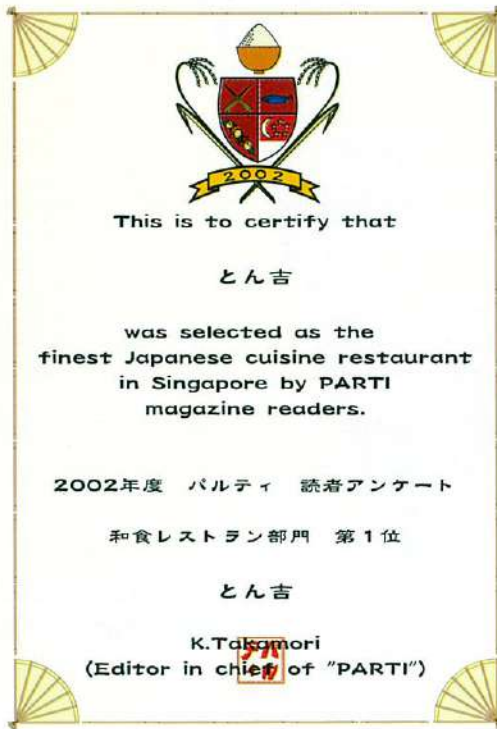 2002
This is to certify that
とん吉
was selected as the
finest Japanese cuisine restaurant
in Singapore by PARTI
magazine readers.
2002年度 パルティ 読者アンケート
和食レストラン部門 第1位
とん吉
K.Takamori
(Editor in chief of "PARTI")